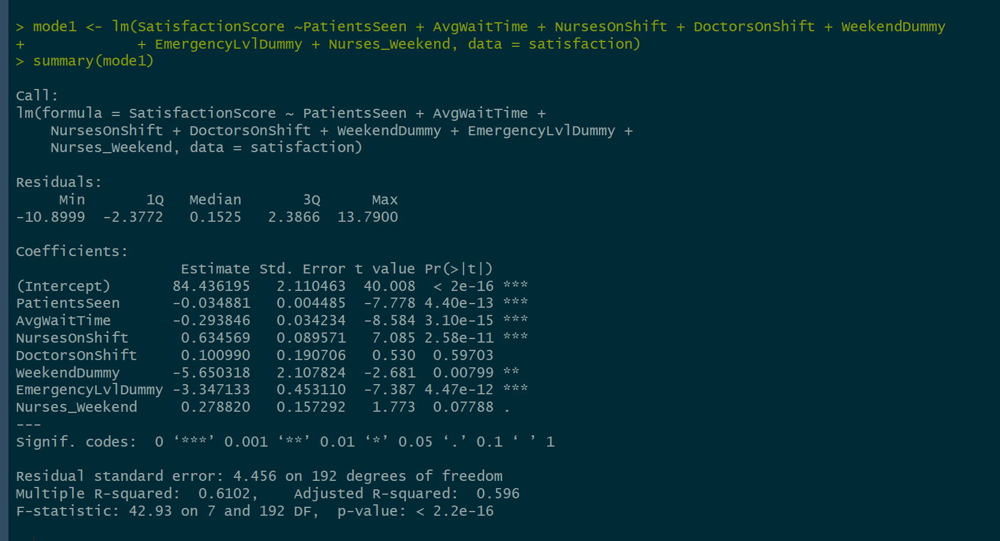 > mode1 <- lm(SatisfactionScore ~PatientsSeen + AvgWaitTime + NursesOnShift + DoctorsOnShift + WeekendDummy
+             + EmergencyLvlDummy + Nurses_Weekend, data = satisfaction)
> summary(mode1)
Call:
lm(formula = SatisfactionScore ~ PatientsSeen + AvgWaitTime +
    NursesOnShift + DoctorsOnShift + WeekendDummy + EmergencyLvlDummy +
    Nurses_Weekend, data = satisfaction)
Residuals:
     Min       1Q   Median       3Q      Max
-10.8999  -2.3772   0.1525   2.3866  13.7900
Coefficients:
                   Estimate Std. Error t value Pr(>|t|)
(Intercept)       84.436195   2.110463  40.008  < 2e-16 ***
PatientsSeen      -0.034881   0.004485  -7.778 4.40e-13 ***
AvgWaitTime       -0.293846   0.034234  -8.584 3.10e-15 ***
NursesOnShift      0.634569   0.089571   7.085 2.58e-11 ***
DoctorsOnShift     0.100990   0.190706   0.530  0.59703
WeekendDummy      -5.650318   2.107824  -2.681  0.00799 **
EmergencyLvlDummy -3.347133   0.453110  -7.387 4.47e-12 ***
Nurses_Weekend     0.278820   0.157292   1.773  0.07788 .
---
Signif. codes:  0 ‘***’ 0.001 ‘**’ 0.01 ‘*’ 0.05 ‘.’ 0.1 ‘ ’ 1
Residual standard error: 4.456 on 192 degrees of freedom
Multiple R-squared:  0.6102,    Adjusted R-squared:  0.596
F-statistic: 42.93 on 7 and 192 DF,  p-value: < 2.2e-16